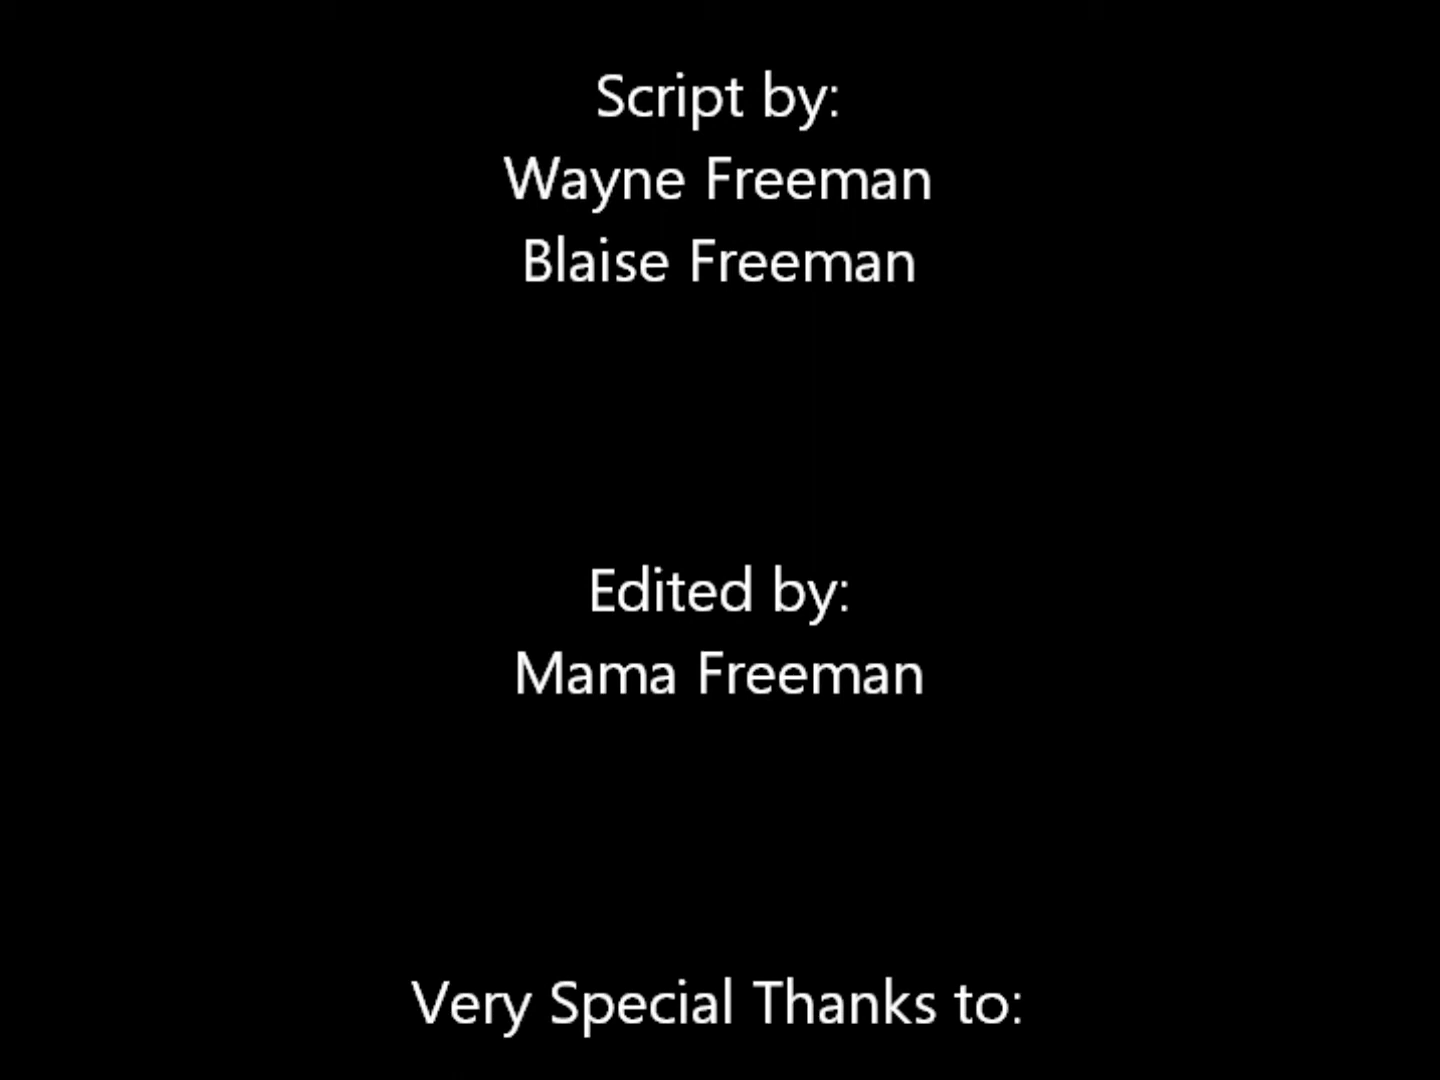 Script by:
Wayne Freeman
Blaise Freeman
Edited by:
Mama Freeman
Very Special Thanks to: